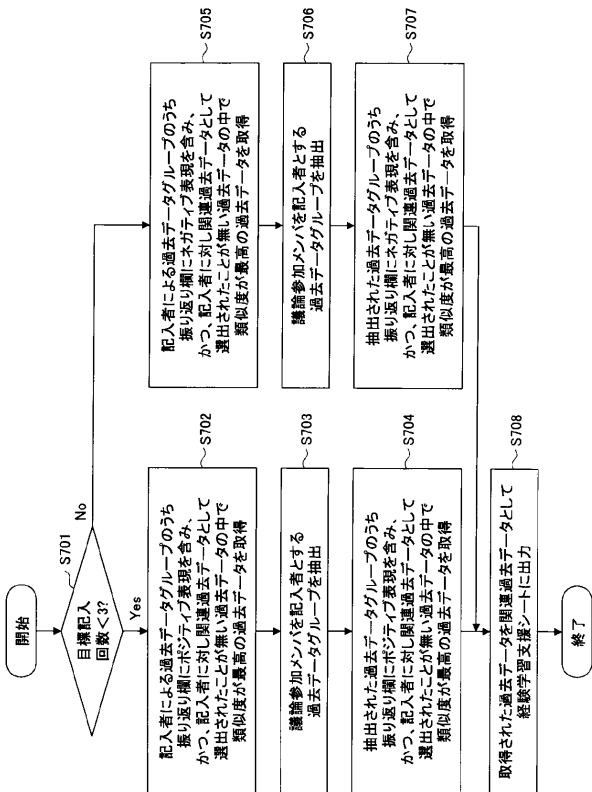 開始
S701
目標記入
回数<3?
Yes
No
S702
記入者による過去データグループのうち
振り返り欄にポジティブ表現を含み、
かつ、記入者に対し関連過去データとして
選出されたことが無い過去データの中で
類似度が最高の過去データを取得
S703
議論参加メンバを記入者とする
過去データグループを抽出
S704
抽出された過去データグループのうち
振り返り欄にポジティブ表現を含み、
かつ、記入者に対し関連過去データとして
選出されたことが無い過去データの中で
類似度が最高の過去データを取得
S705
記入者による過去データグループのうち
振り返り欄にネガティブ表現を含み、
かつ、記入者に対し関連過去データとして
選出されたことが無い過去データの中で
類似度が最高の過去データを取得
S706
議論参加メンバを記入者とする
過去データグループを抽出
S707
抽出された過去データグループのうち
振り返り欄にネガティブ表現を含み、
かつ、記入者に対し関連過去データとして
選出されたことが無い過去データの中で
類似度が最高の過去データを取得
S708
取得された過去データを関連過去データとして
経験学習支援シートに出力
終了